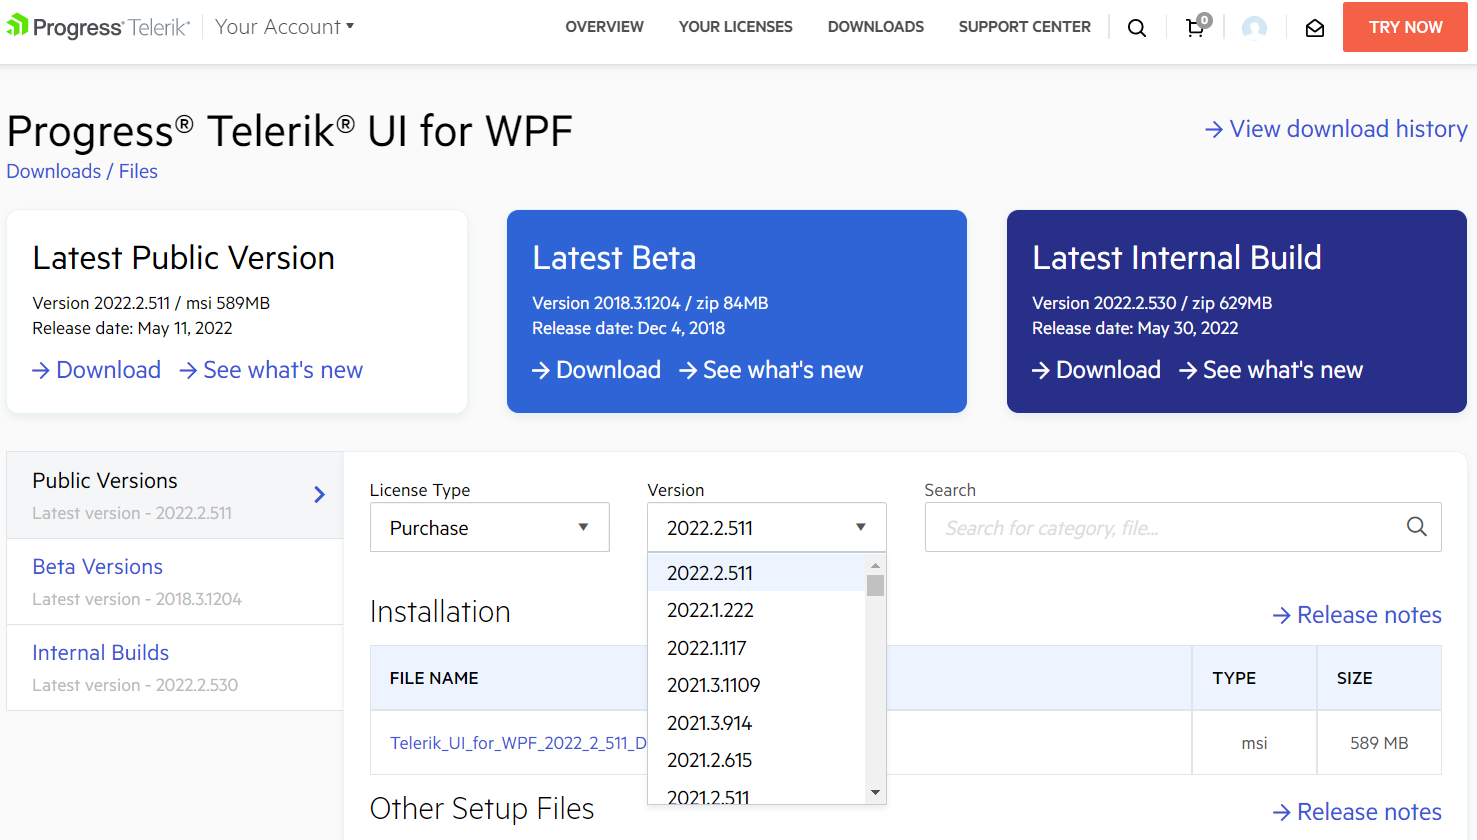 Progress® Telerik® Your Account OVERVIEW YOUR LICENSES DOWNLOADS SUPPORT CENTER 0 TRY NOW
Progress® Telerik® UI for WPF
View download history
Downloads / Files
Latest Public Version
Version 2022.2.511 / msi 589MB
Release date: May 11, 2022
Download See what's new
Latest Beta
Version 2018.3.1204 / zip 84MB
Release date: Dec 4, 2018
Download See what's new
Latest Internal Build
Version 2022.2.530 / zip 629MB
Release date: May 30, 2022
Download See what's new
Public Versions
Latest version - 2022.2.511
Beta Versions
Latest version - 2018.3.1204
Internal Builds
Latest version - 2022.2.530
License Type
Purchase
Version
2022.2.511
2022.2.511
2022.1.222
2022.1.117
2021.3.1109
2021.3.914
2021.2.615
2021.2.511
Search
Search for category, file...
Installation
Release notes
FILE NAME TYPE SIZE
Telerik_UI_for_WPF_2022_2_511_D msi 589 MB
Other Setup Files
Release notes